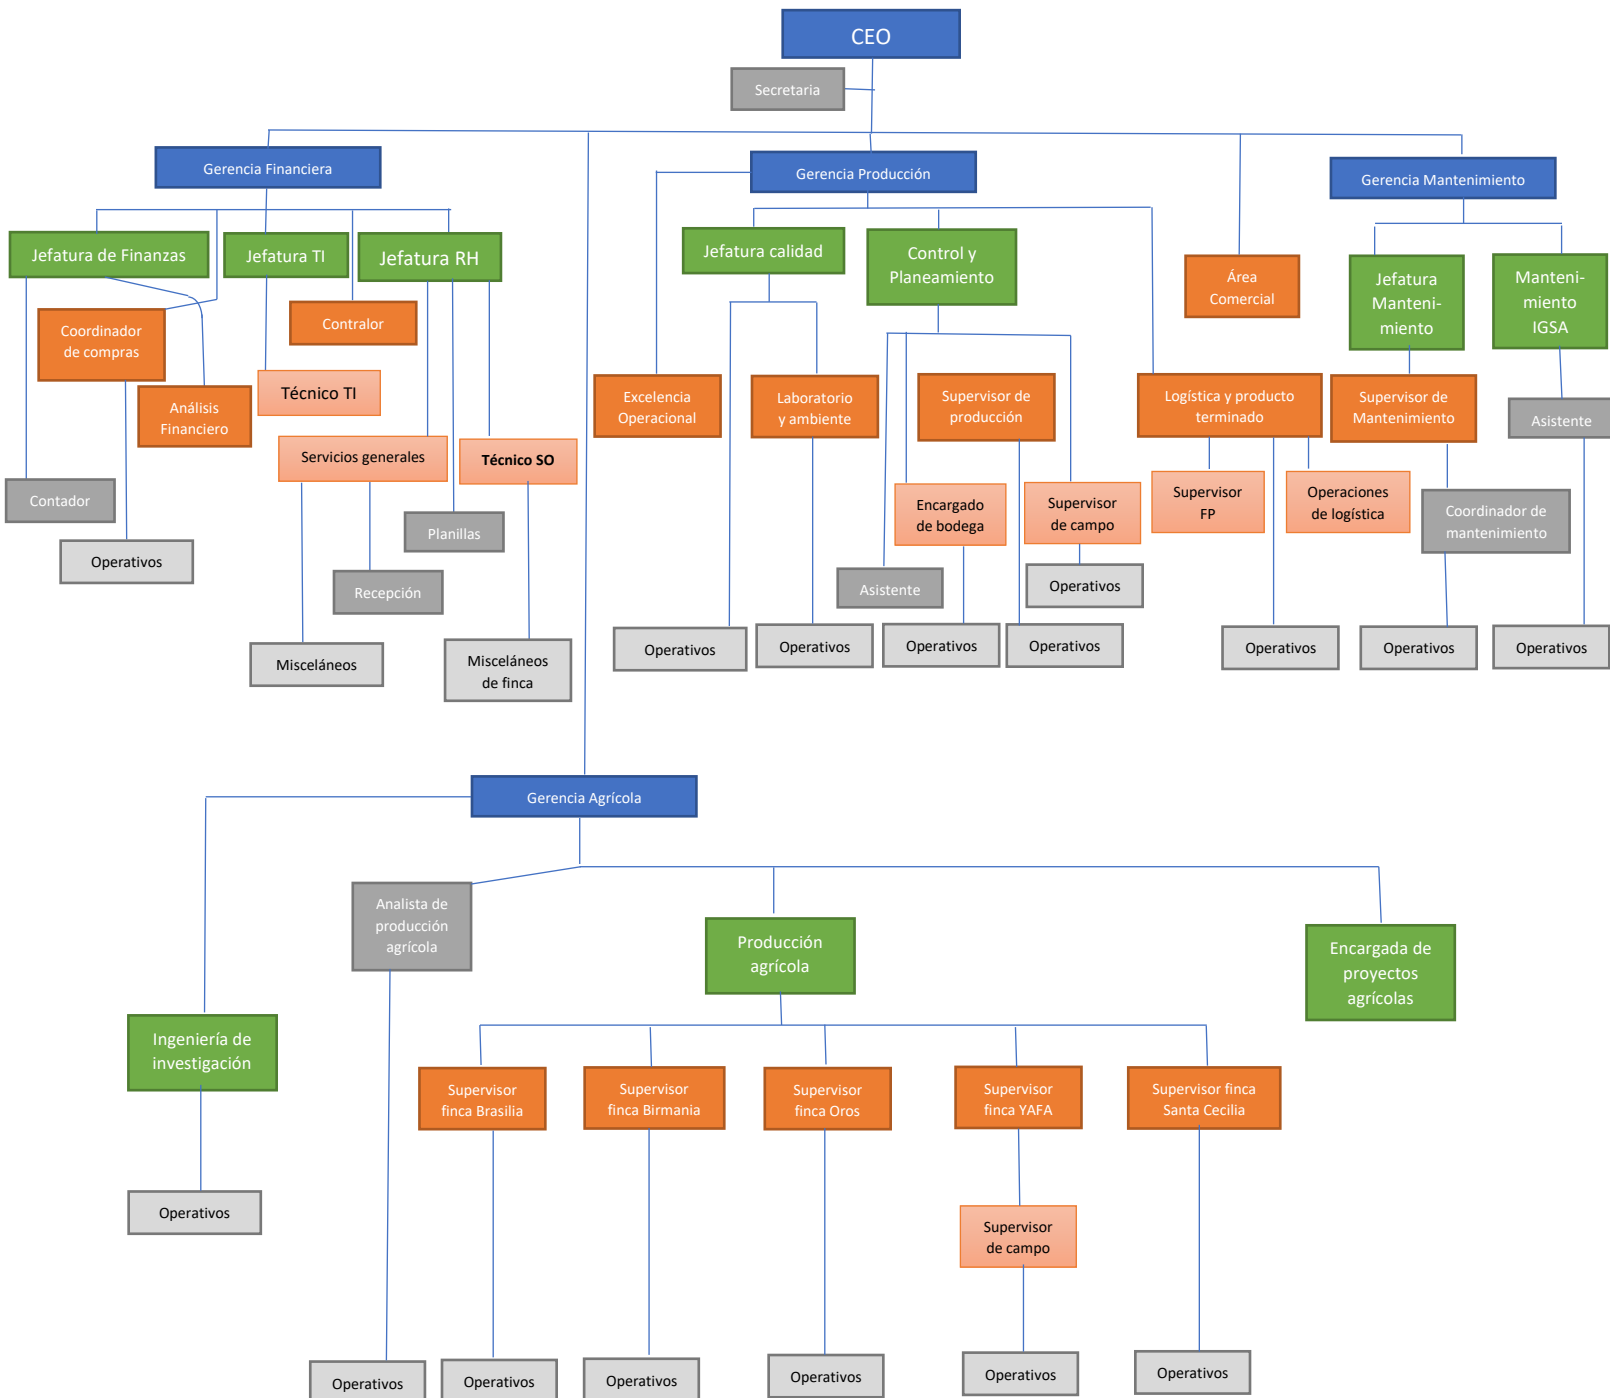 CEO
Secretaria
Gerencia Financiera
Gerencia Producción
Gerencia Mantenimiento
Jefatura de Finanzas
Jefatura TI
Jefatura RH
Jefatura calidad
Control y
Planeamiento
Área
Comercial
Jefatura
Manteni-
miento
Manteni-
miento
IGSA
Coordinador
de compras
Contralor
Técnico TI
Análisis
Financiero
Excelencia
Operacional
Laboratorio
y ambiente
Supervisor de
producción
Logística y producto
terminado
Supervisor de
Mantenimiento
Asistente
Servicios generales
Técnico SO
Contador
Planillas
Encargado
de bodega
Supervisor
de campo
Supervisor
FP
Operaciones
de logística
Coordinador de
mantenimiento
Operativos
Recepción
Asistente
Operativos
Misceláneos
Misceláneos
de finca
Operativos
Operativos
Operativos
Operativos
Operativos
Operativos
Operativos
Gerencia Agrícola
Analista de
producción
agrícola
Producción
agrícola
Encargada de
proyectos
agrícolas
Ingeniería de
investigación
Supervisor
finca Brasilia
Supervisor
finca Birmania
Supervisor
finca Oros
Supervisor
finca YAFA
Supervisor finca
Santa Cecilia
Operativos
Supervisor
de campo
Operativos
Operativos
Operativos
Operativos
Operativos
Operativos